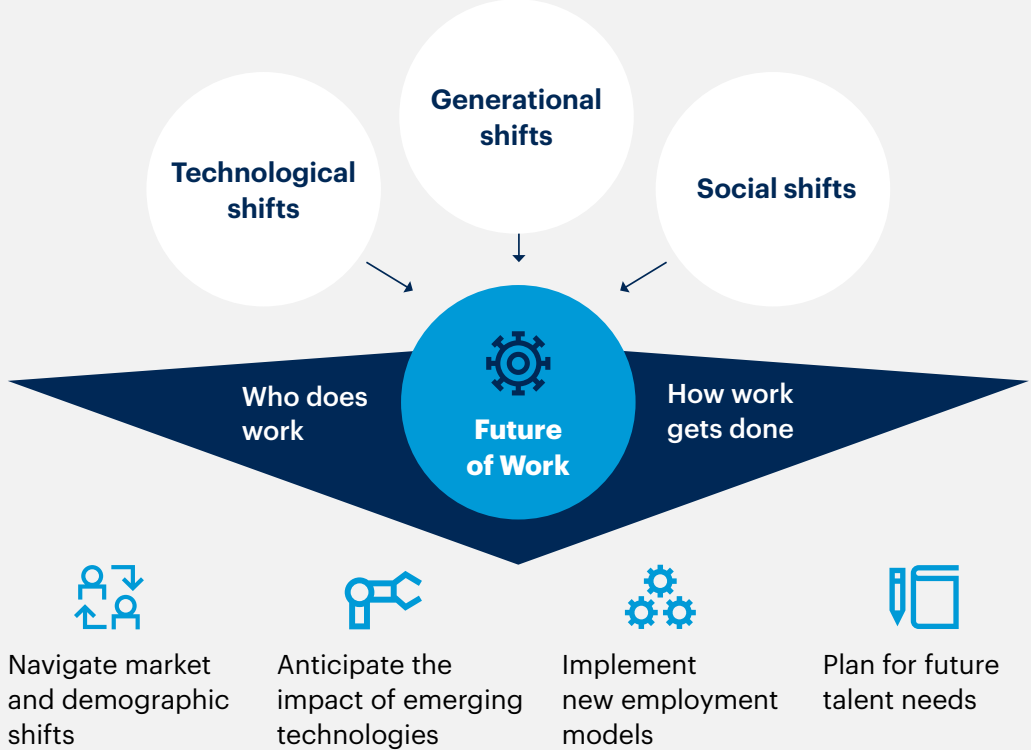 Generational
shifts
Technological
shifts
Social shifts
Who does
work
Future
of Work
How work
gets done
Navigate market
and demographic
shifts
Anticipate the
impact of emerging
technologies
Implement
new employment
models
Plan for future
talent needs